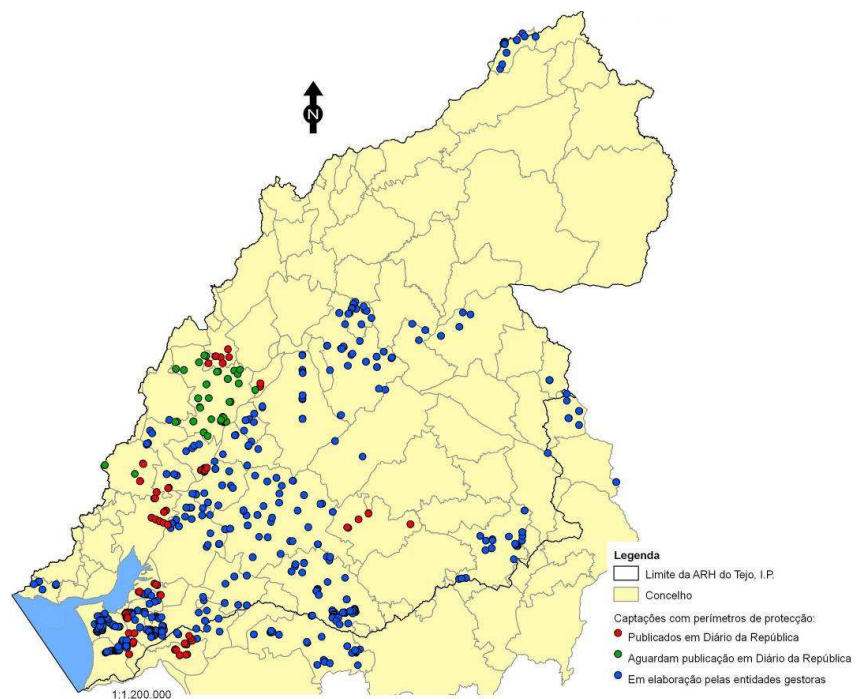 N
Legenda
Limite da ARH do Tejo, I.P.
Concelho
Captações com perímetros de protecção:
Publicados em Diário da República
Aguardam publicação em Diário da República
Em elaboração pelas entidades gestoras
1:1.200.000